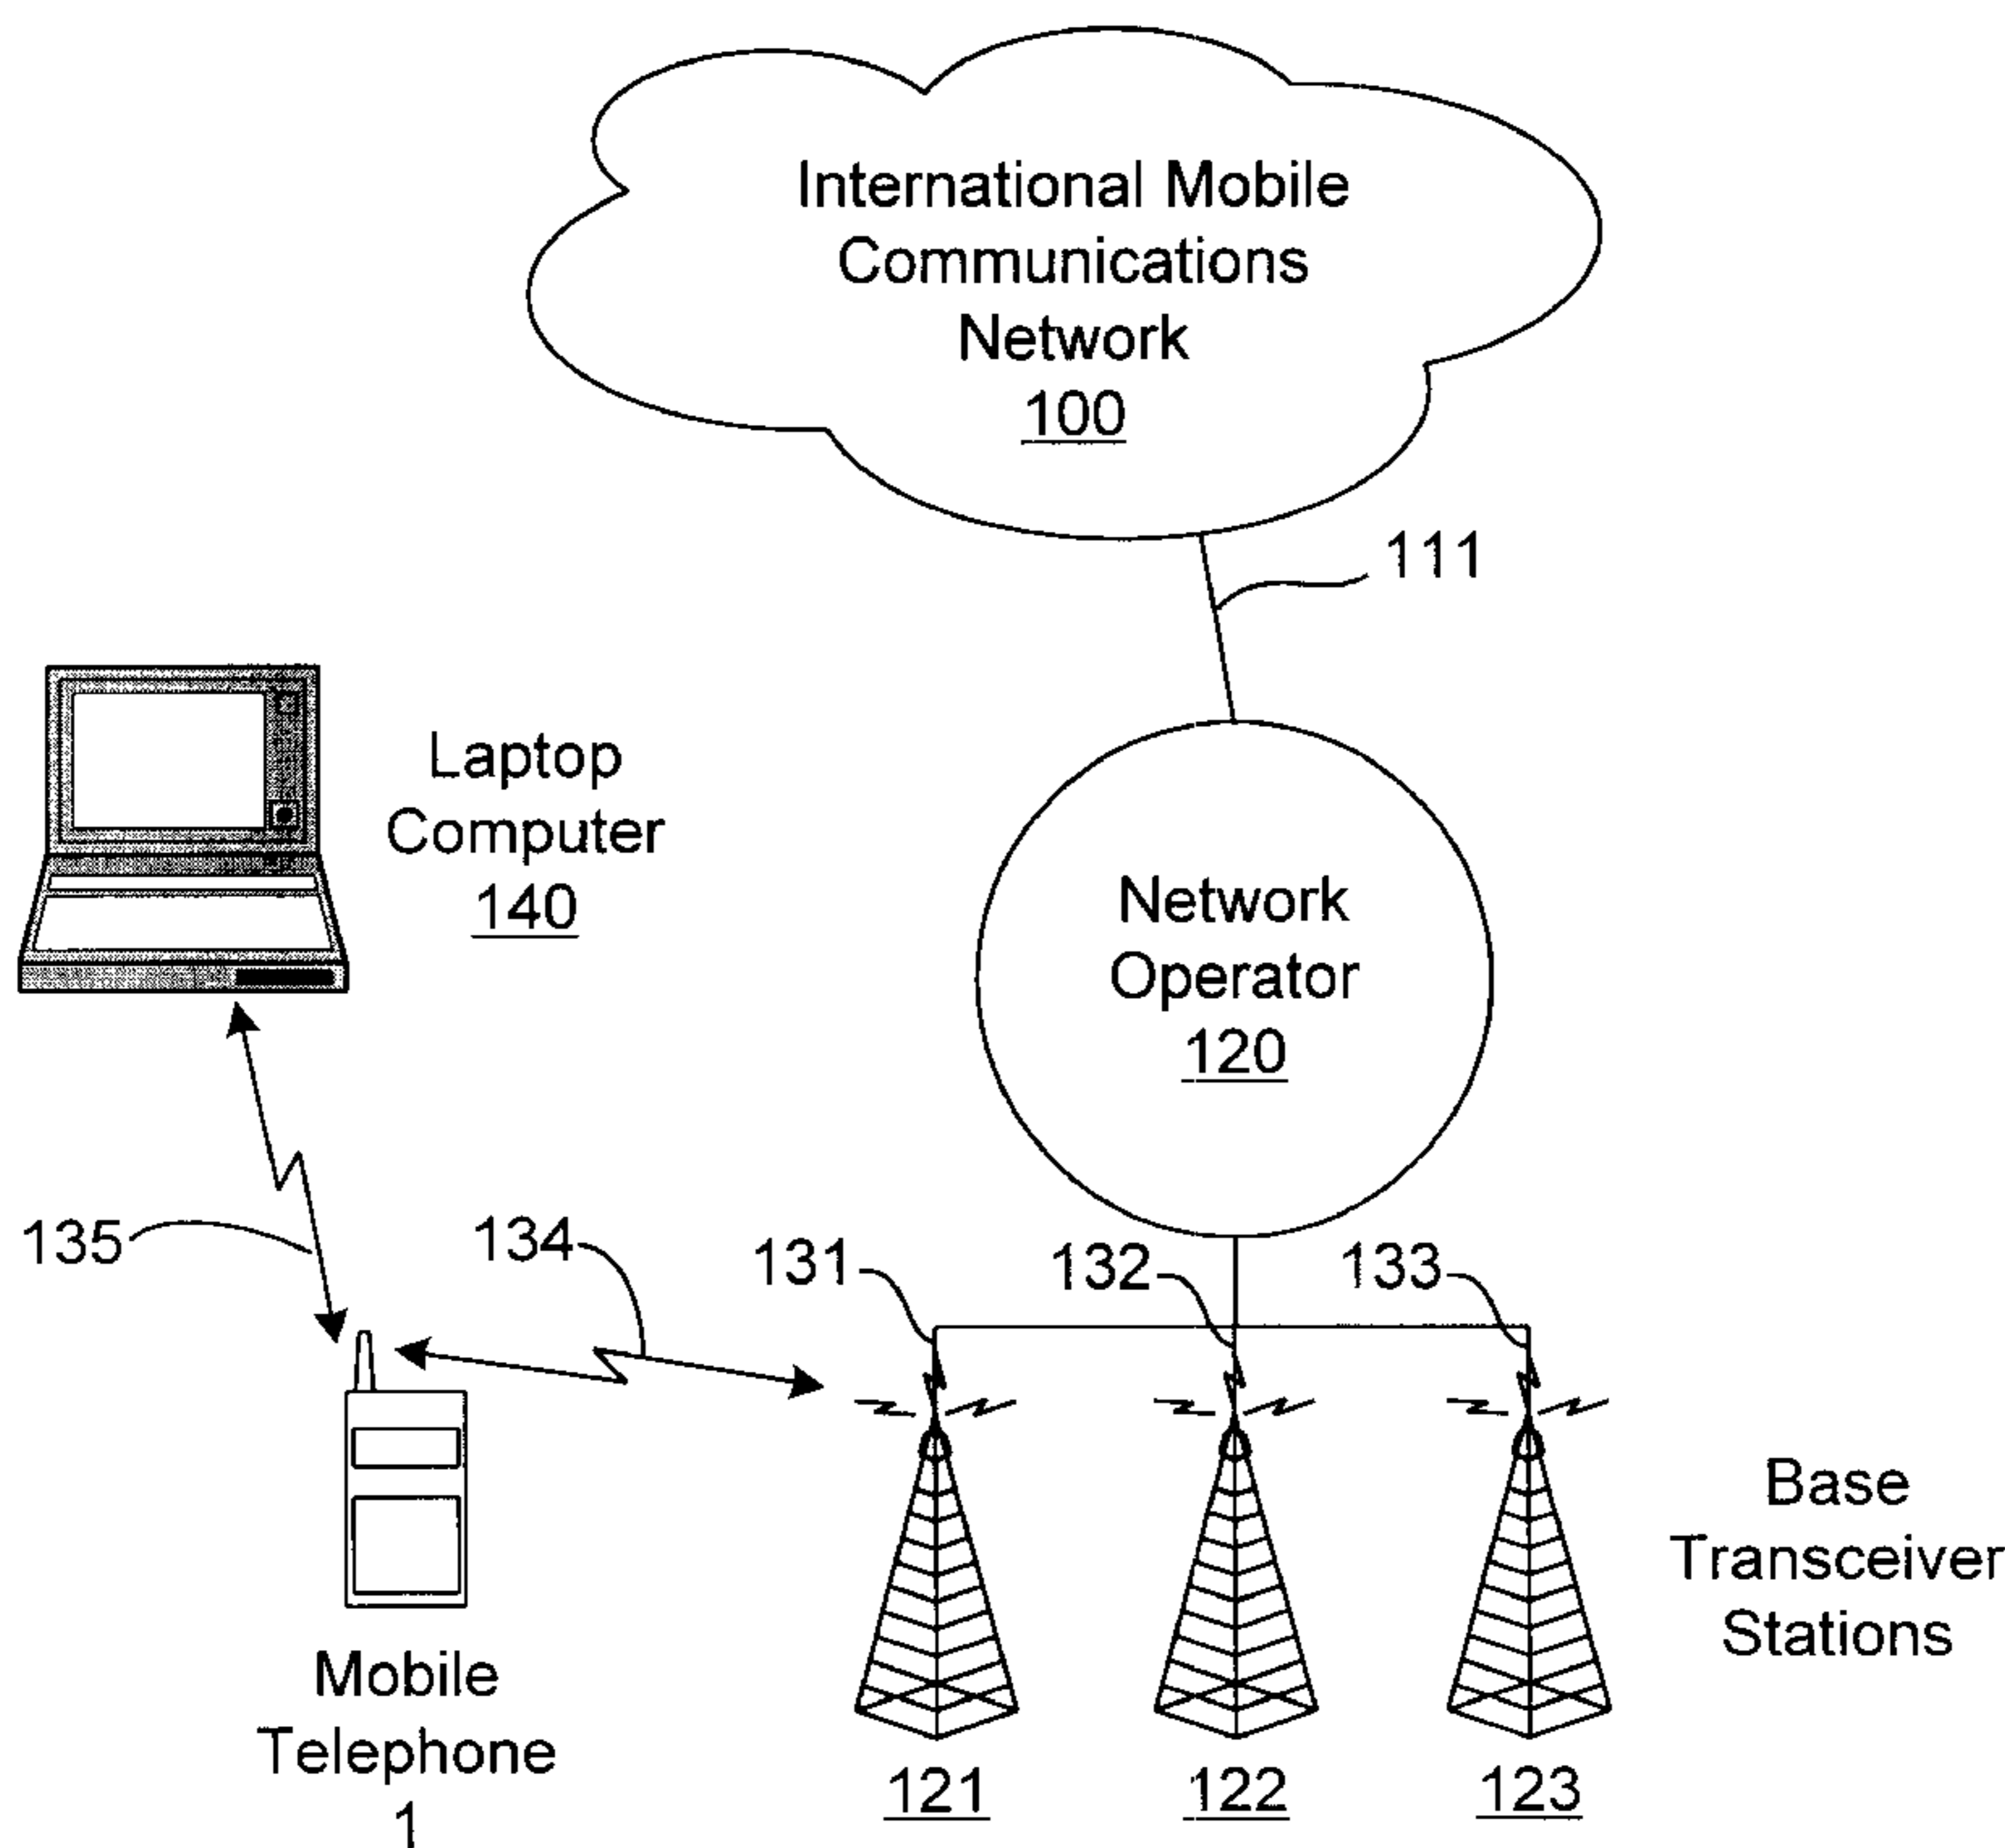 International Mobile
Communications
Network
100
111
Laptop
Computer
140
Network
Operator
120
135
134
131
132
133
Base
Transceiver
Stations
Mobile
Telephone
1
121
122
123